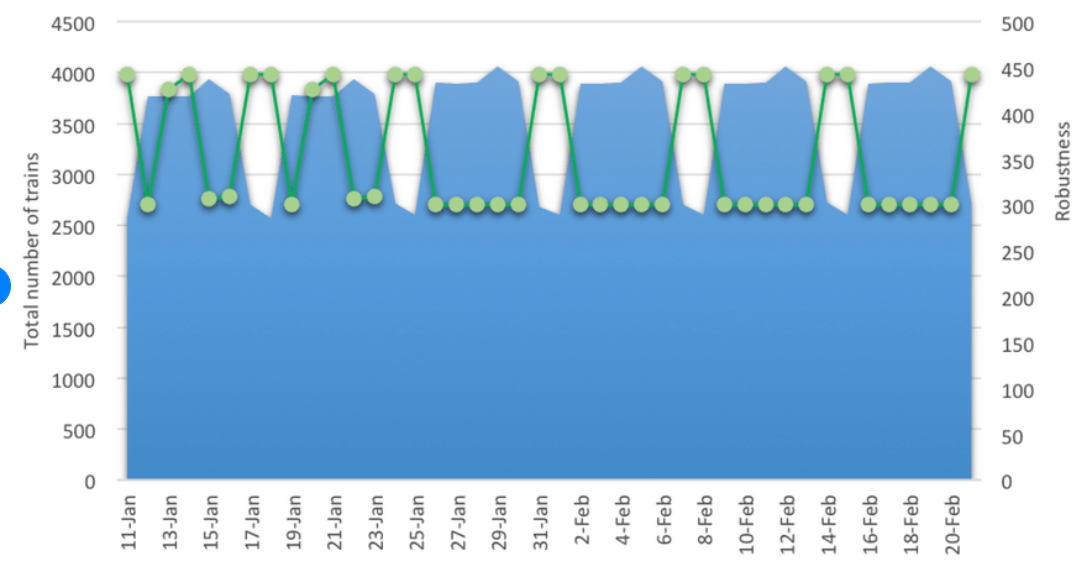 Total number of trains
4500
4000
3500
3000
2500
2000
1500
1000
500
0
500
450
400
350
300
250
200
150
100
50
0
Robustness
11-Jan
13-Jan
15-Jan
17-Jan
19-Jan
21-Jan
23-Jan
25-Jan
27-Jan
29-Jan
31-Jan
2-Feb
4-Feb
6-Feb
8-Feb
10-Feb
12-Feb
14-Feb
16-Feb
18-Feb
20-Feb